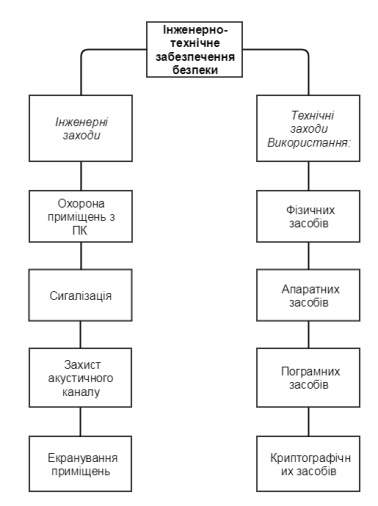 Інженерно-
технічне
забезпечення
безпеки
Інженерні
заходи
Охорона
приміщень з
ПК
Сигалізація
Захист
акустичного
каналу
Екранування
приміщень
Технічні
заходи
Використання:
Фізичних
засобів
Апаратних
засобів
Пограмних
засобів
Криптографічн
их засобів